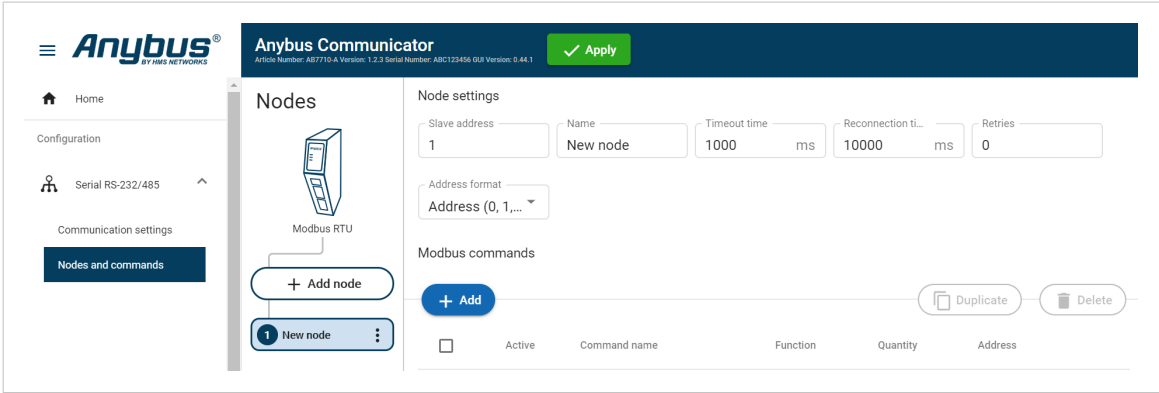 Anybus®
BY HMS NETWORKS
Anybus Communicator
Article Number: AB7710-A Version: 1.2.3 Serial Number: ABC123456 GUI Version: 0.44.1
Apply
Home
Configuration
Serial RS-232/485
Communication settings
Nodes and commands
Nodes
Modbus RTU
+ Add node
1 New node
Node settings
Slave address
1
Name
New node
Timeout time
1000 ms
Reconnection ti...
10000 ms
Retries
0
Address format
Address (0, 1,...
Modbus commands
+ Add
Duplicate
Delete
Active Command name Function Quantity Address